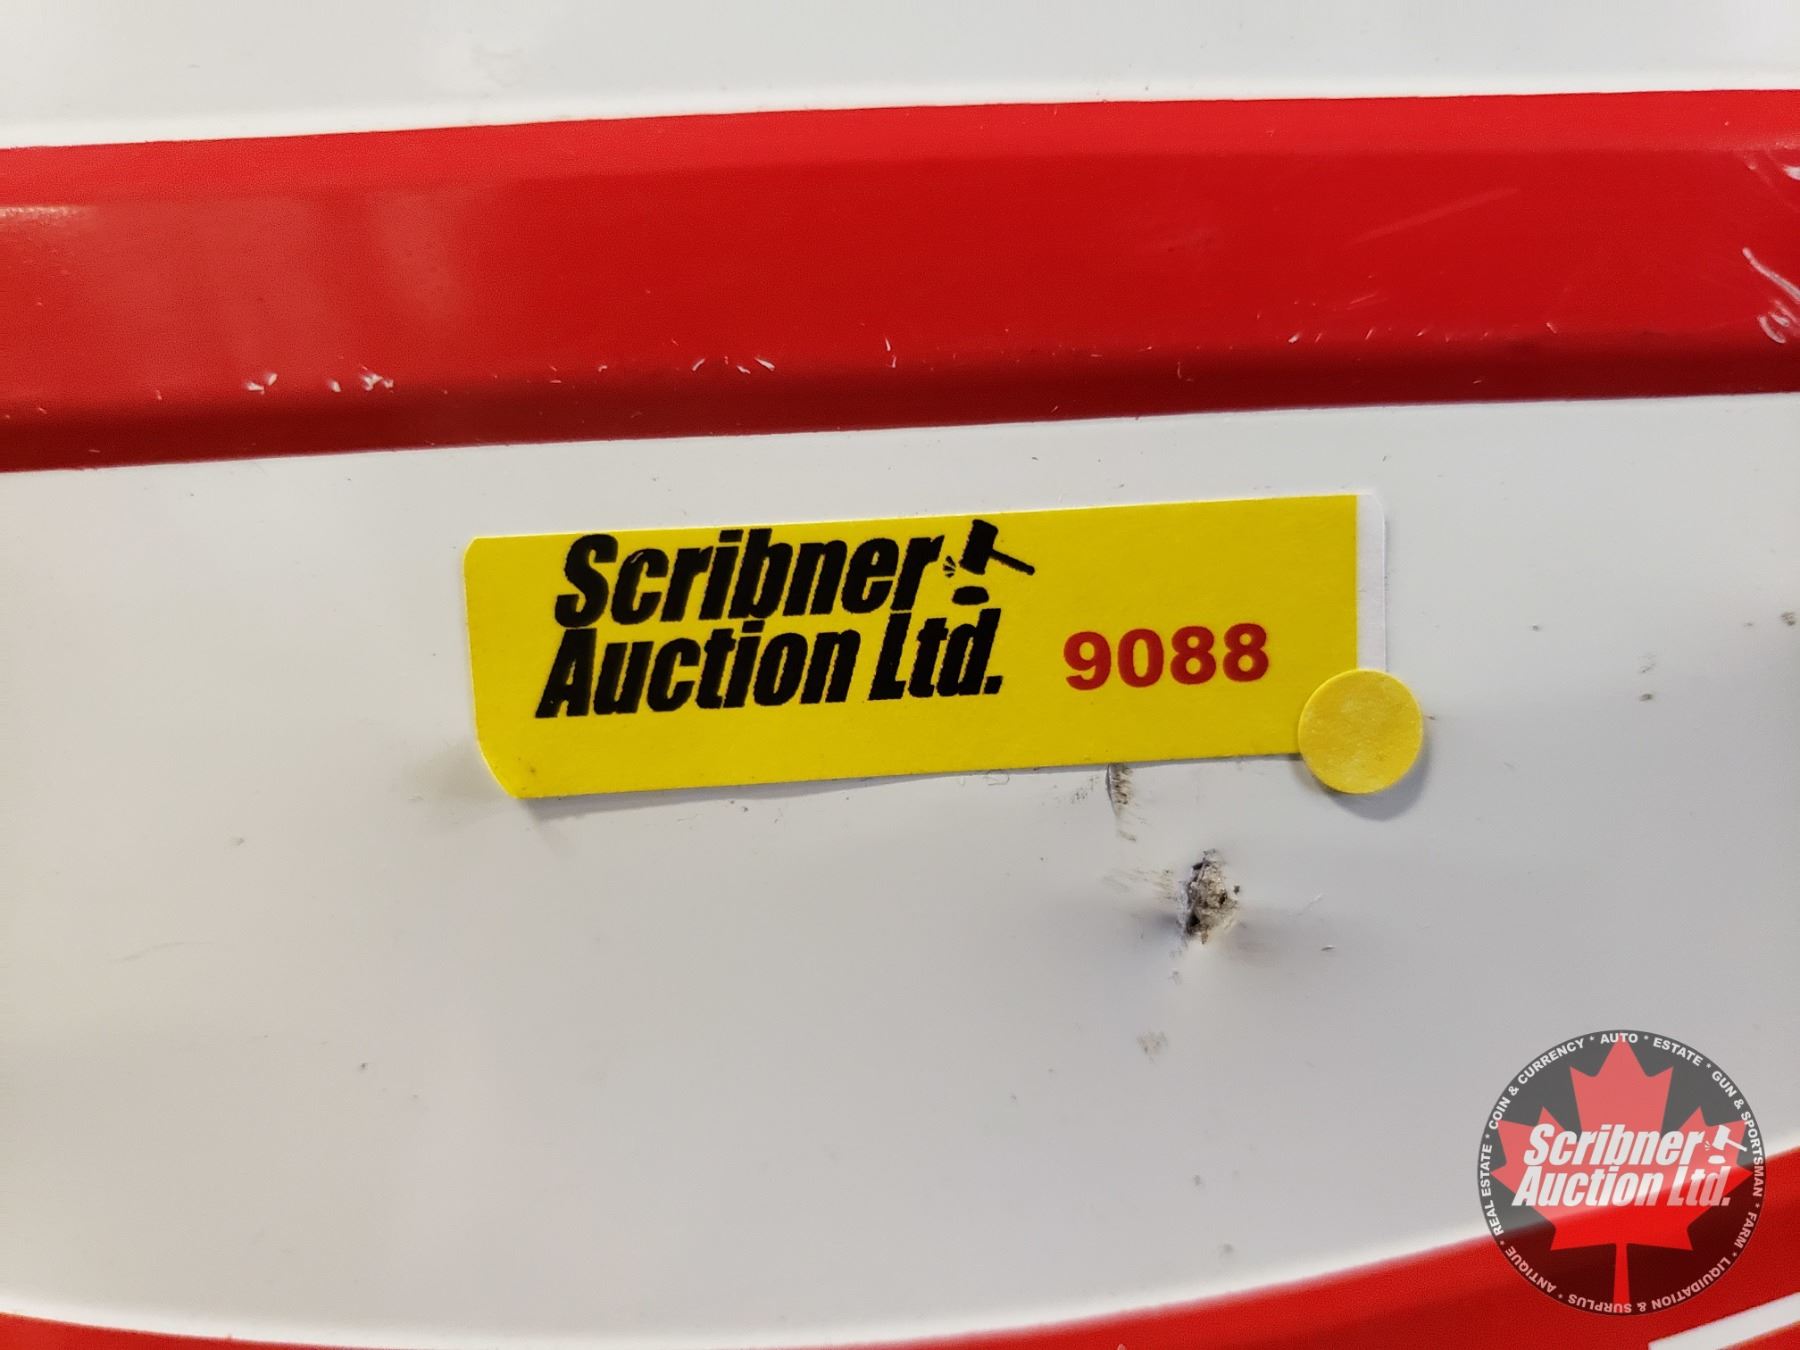 Scribner
Auction Ltd.
9088
REAL ESTATE * COIN & CURRENCY * AUTO * ESTATE * GUN & SPORTSMAN * FARM * LIQUIDATION & SURPLUS * ANTIQUE *
Scribner
Auction Ltd.